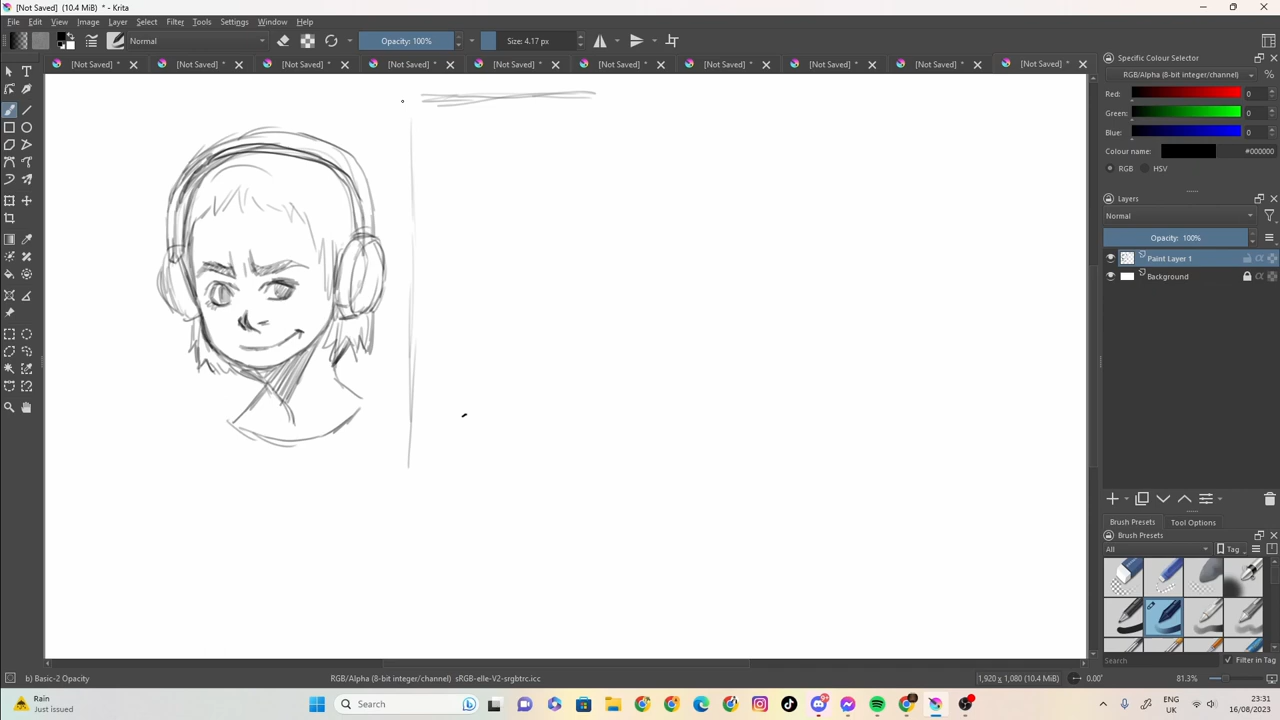 [Not Saved] (10.4 MiB) * - Krita
File Edit View Image Layer Select Filter Tools Settings Window Help
Normal Opacity: 100% Size: 4.17 px
[Not Saved] * [Not Saved] * [Not Saved] * [Not Saved] * [Not Saved] * [Not Saved] * [Not Saved] * [Not Saved] * [Not Saved] * [Not Saved] *
Specific Colour Selector
RGB/Alpha (8-bit integer/channel) %
Red: 0
Green: 0
Blue: 0
Colour name: #000000
RGB HSV
Layers
Normal
Opacity: 100%
Paint Layer 1
Background
Brush Presets Tool Options
Brush Presets
All Tag
Search Filter in Tag
b) Basic-2 Opacity RGB/Alpha (8-bit integer/channel) sRGB-elle-V2-srgbtrc.icc 1,920 x 1,080 (10.4 MiB) 0.00° 81.3%
Rain
Just issued
Search
ENG
UK
23:31
16/08/2023